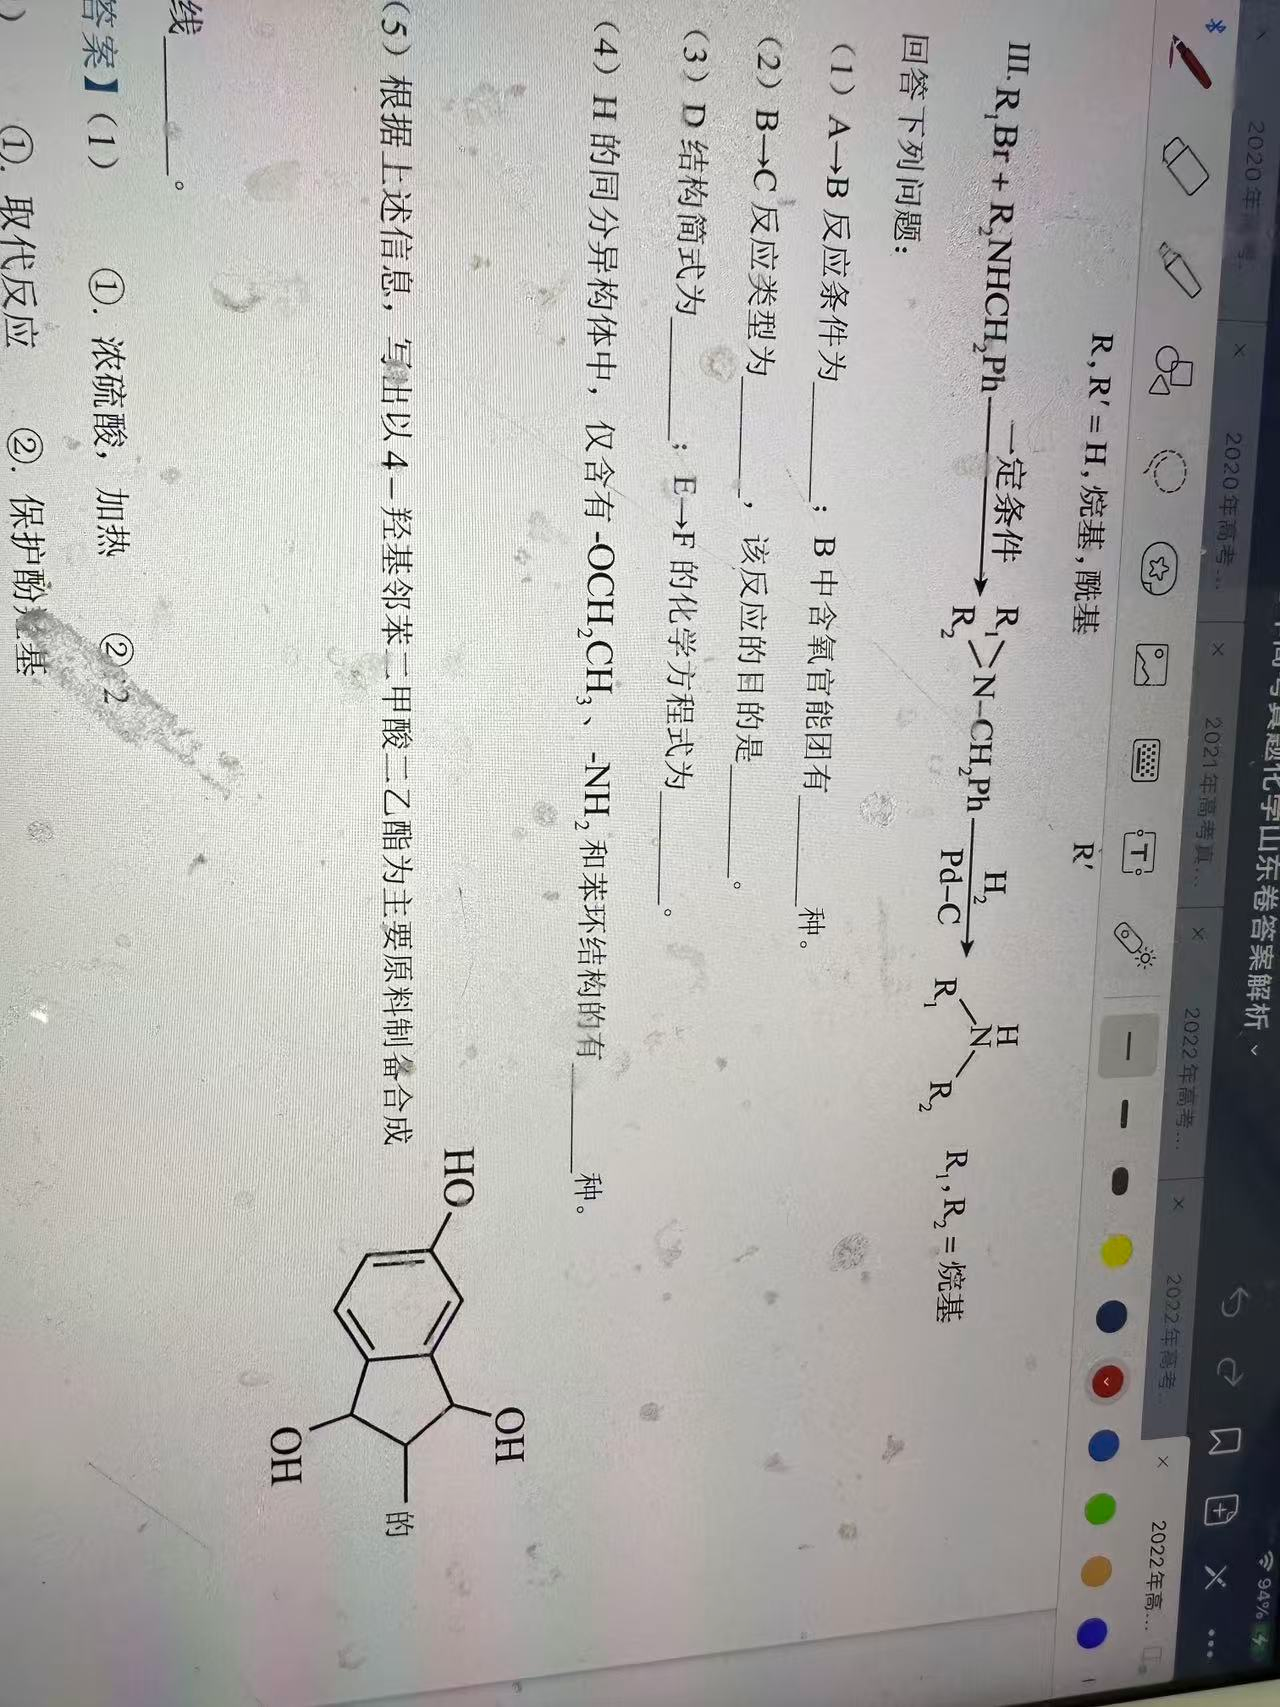 中高考真题化学山东卷答案解析
94%
2020年
2020年高考...
2021年高考真...
2022年高考...
2022年高考...
2022年高...
R, R′ = H, 烷基, 酰基
R′
III. R₁Br + R₂NHCH₂Ph 一定条件 R₁ R₂ N-CH₂Ph H₂ Pd-C R₁ H N R₂ R₁, R₂ = 烷基
回答下列问题：
（1）A→B 反应条件为______；B 中含氧官能团有______种。
（2）B→C 反应类型为______，该反应的目的是______。
（3）D 结构简式为______；E→F 的化学方程式为______。
（4）H 的同分异构体中，仅含有 -OCH₂CH₃、-NH₂ 和苯环结构的有______种。
（5）根据上述信息，写出以 4－羟基邻苯二甲酸二乙酯为主要原料制备合成 HO OH OH 的
线______。
答案】（1） ①. 浓硫酸，加热 ②. 2
） ①. 取代反应 ②. 保护酚羟基